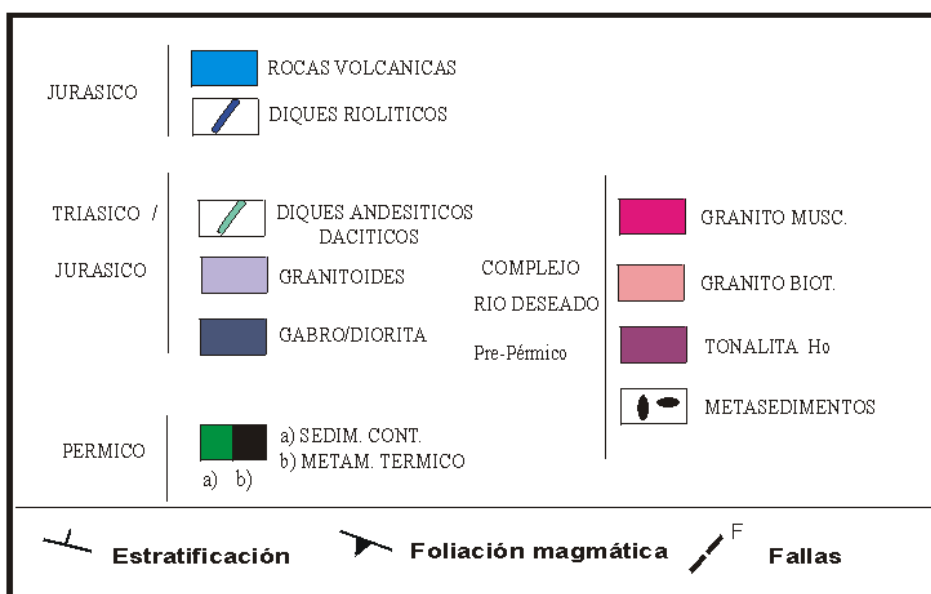 JURASICO
ROCAS VOLCANICAS
DIQUES RIOLITICOS
TRIASICO /
JURASICO
DIQUES ANDESITICOS
DACITICOS
GRANITOIDES
GABRO/DIORITA
PERMICO
a) SEDIM. CONT.
b) METAM. TERMICO
a) b)
COMPLEJO
RIO DESEADO
Pre-Pérmico
GRANITO MUSC.
GRANITO BIOT.
TONALITA Ho
METASEDIMENTOS
Estratificación
Foliación magmática
F
Fallas